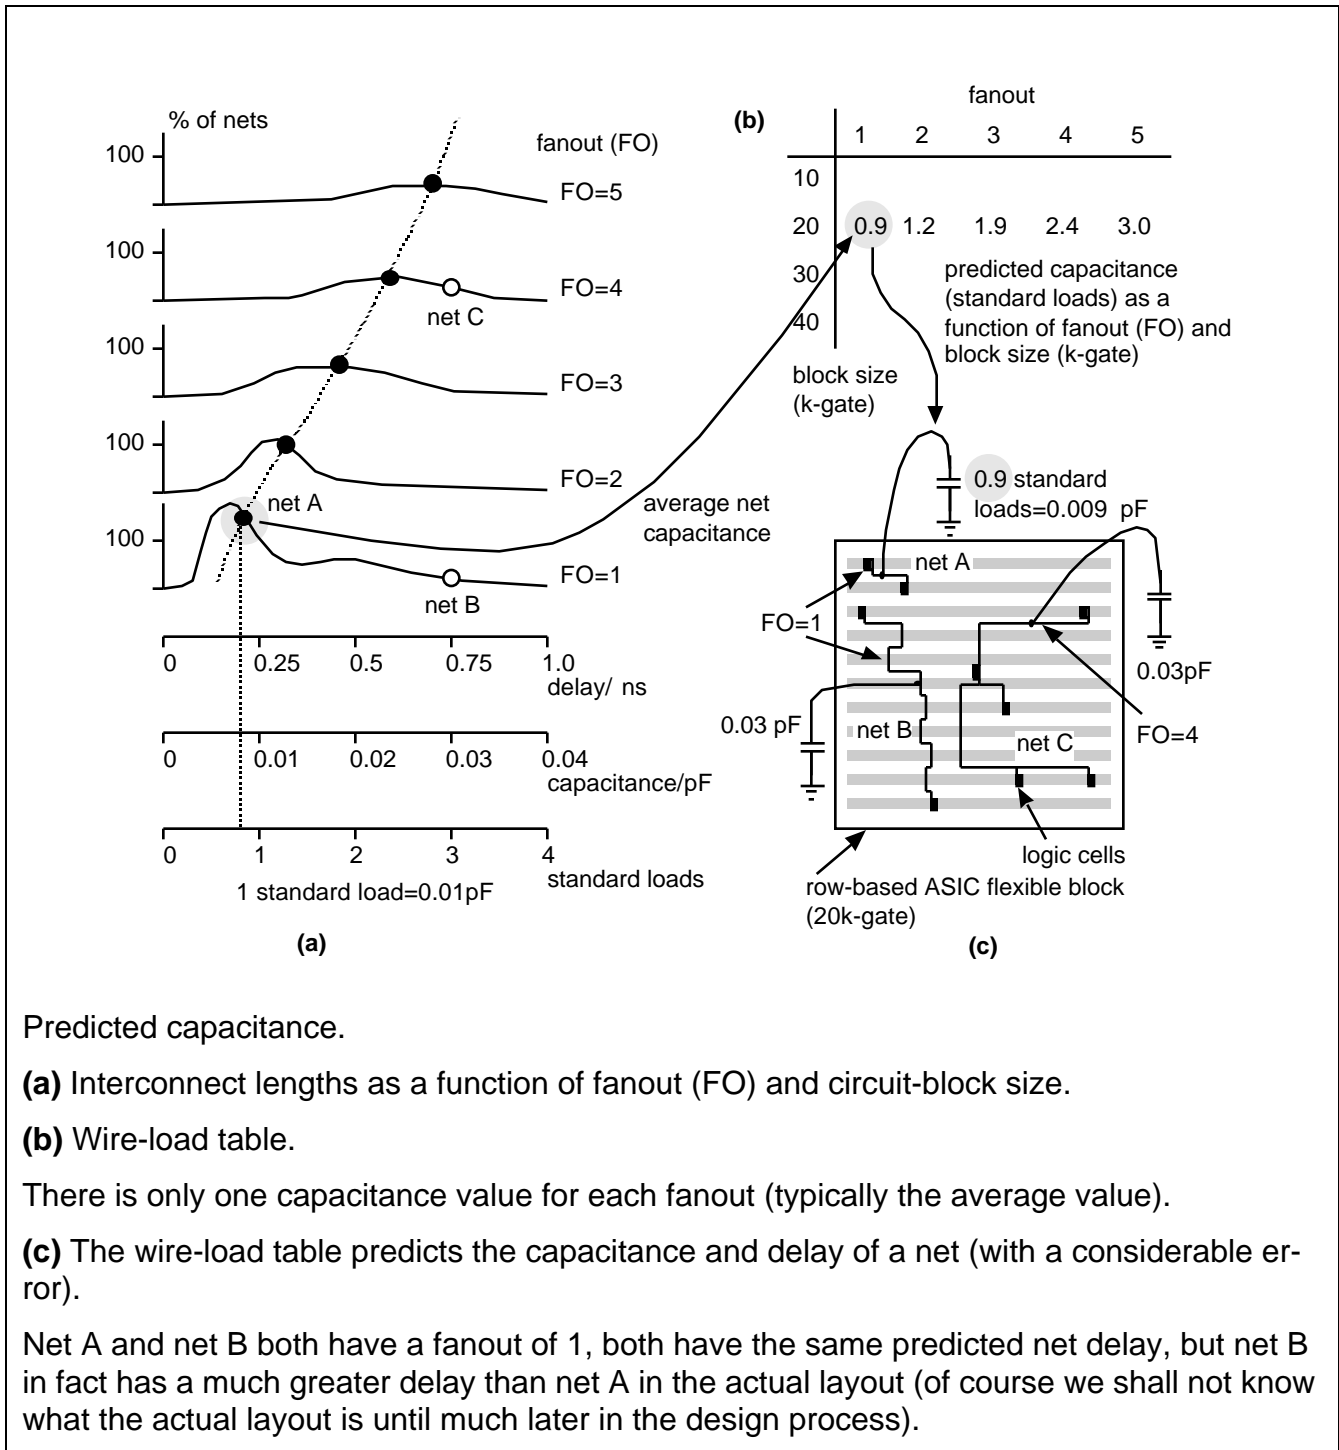 % of nets
fanout (FO)
100
FO=5
100
FO=4
net C
100
FO=3
100
FO=2
net A
100
FO=1
net B
average net
capacitance
0 0.25 0.5 0.75 1.0
delay/ ns
0 0.01 0.02 0.03 0.04
capacitance/pF
0 1 2 3 4
standard loads
1 standard load=0.01pF
(a)
(b)
fanout
1 2 3 4 5
10
20 0.9 1.2 1.9 2.4 3.0
30
40
block size
(k-gate)
predicted capacitance
(standard loads) as a
function of fanout (FO) and
block size (k-gate)
0.9 standard
loads=0.009 pF
net A
FO=1
0.03pF
0.03 pF
net B
net C
FO=4
logic cells
row-based ASIC flexible block
(20k-gate)
(c)
Predicted capacitance.
(a) Interconnect lengths as a function of fanout (FO) and circuit-block size.
(b) Wire-load table.
There is only one capacitance value for each fanout (typically the average value).
(c) The wire-load table predicts the capacitance and delay of a net (with a considerable er-
ror).
Net A and net B both have a fanout of 1, both have the same predicted net delay, but net B
in fact has a much greater delay than net A in the actual layout (of course we shall not know
what the actual layout is until much later in the design process).